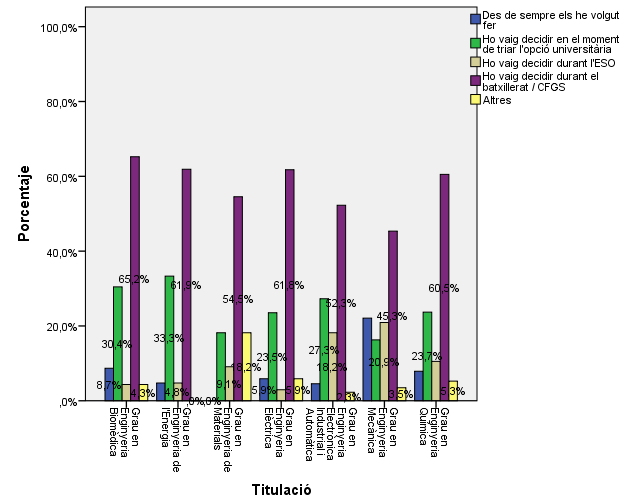 100,0%
80,0%
60,0%
40,0%
20,0%
,0%
Porcentaje
Des de sempre els he volgut
fer
Ho vaig decidir en el moment
de triar l'opció universitària
Ho vaig decidir durant l'ESO
Ho vaig decidir durant el
batxillerat / CFGS
Altres
8,7%
30,4%
65,2%
4,3%
33,3%
4,8%
61,9%
,0%
9,1%
54,5%
18,2%
5,9%
23,5%
61,8%
5,9%
27,3%
18,2%
52,3%
20,9%
45,3%
3,5%
23,7%
60,5%
5,3%
Grau en
Enginyeria
Biomèdica
Grau en
Enginyeria de
l'Energia
Grau en
Enginyeria de
Materials
Grau en
Enginyeria
Elèctrica
Grau en
Enginyeria
Electrònica
Industrial i
Automàtica
Grau en
Enginyeria
Mecànica
Grau en
Enginyeria
Química
Titulació